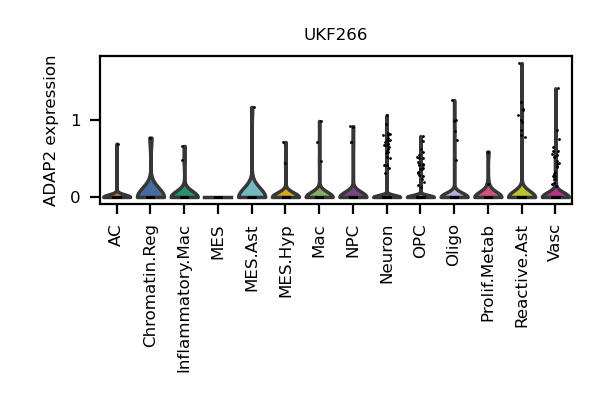 UKF266
ADAP2 expression
1
0
AC
Chromatin.Reg
Inflammatory.Mac
MES
MES.Ast
MES.Hyp
Mac
NPC
Neuron
OPC
Oligo
Prolif.Metab
Reactive.Ast
Vasc